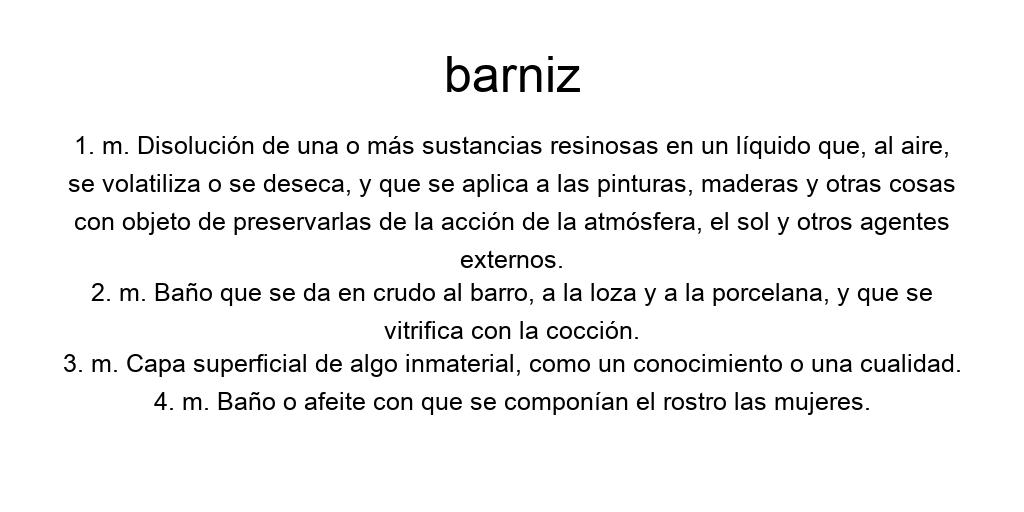 barniz
1. m. Disolución de una o más sustancias resinosas en un líquido que, al aire,
se volatiliza o se deseca, y que se aplica a las pinturas, maderas y otras cosas
con objeto de preservarlas de la acción de la atmósfera, el sol y otros agentes
externos.
2. m. Baño que se da en crudo al barro, a la loza y a la porcelana, y que se
vitrifica con la cocción.
3. m. Capa superficial de algo inmaterial, como un conocimiento o una cualidad.
4. m. Baño o afeite con que se componían el rostro las mujeres.